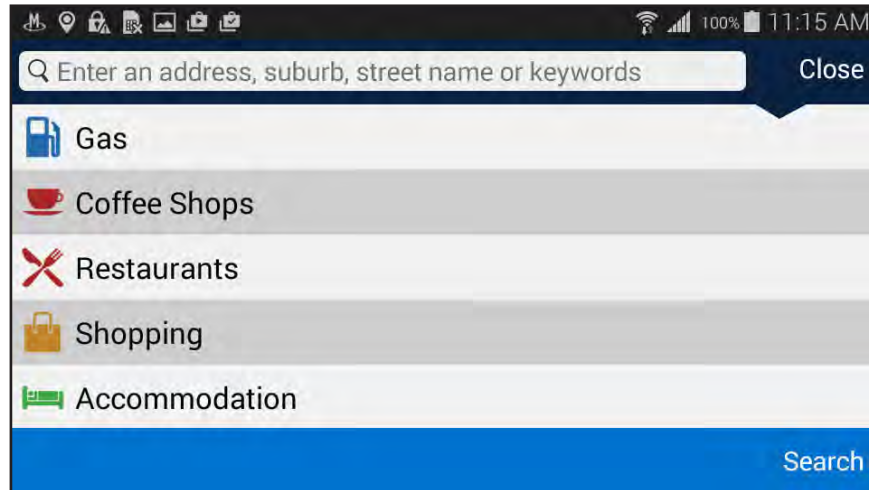 100% 11:15 AM
Enter an address, suburb, street name or keywords Close
Gas
Coffee Shops
Restaurants
Shopping
Accommodation
Search